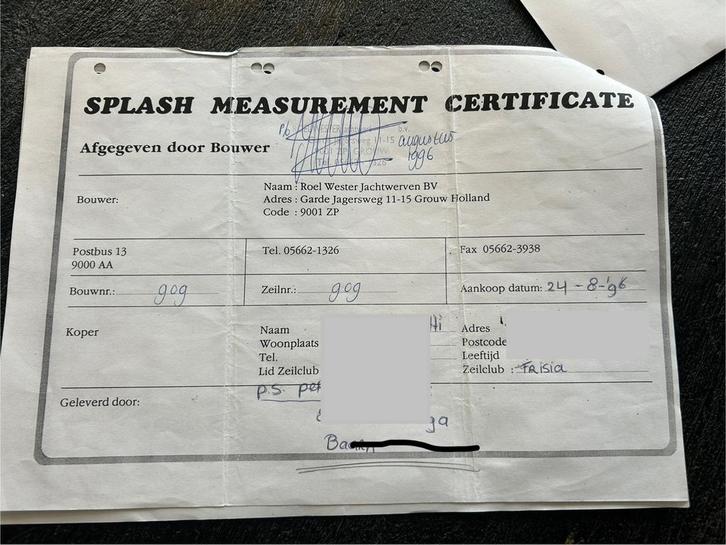 SPLASH MEASUREMENT CERTIFICATE
Afgegeven door Bouwer
augustus
1996
Bouwer:
Naam : Roel Wester Jachtwerven BV
Adres : Garde Jagersweg 11-15 Grouw Holland
Code : 9001 ZP
Postbus 13
9000 AA
Tel. 05662-1326
Fax 05662-3938
Bouwnr.: 909
Zeilnr.: 909
Aankoop datum: 24-8-'96
Koper
Naam
Woonplaats
Tel.
Lid Zeilclub
Adres
Postcode
Leeftijd
Zeilclub : Frisia
Geleverd door:
P.S.